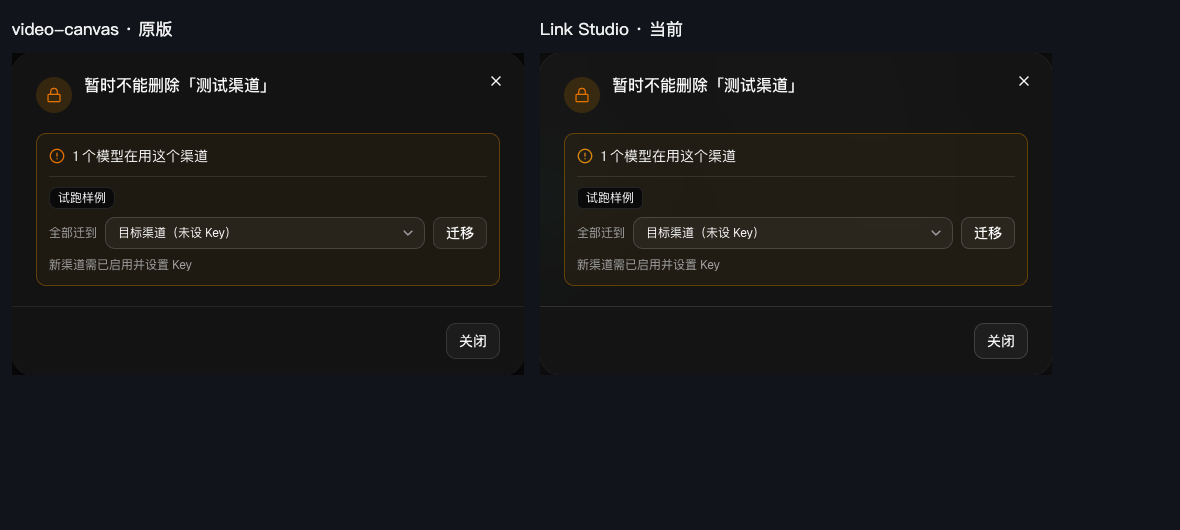 video-canvas · 原版
暂时不能删除「测试渠道」
1 个模型在用这个渠道
试跑样例
全部迁到 目标渠道（未设 Key） 迁移
新渠道需已启用并设置 Key
关闭
Link Studio · 当前
暂时不能删除「测试渠道」
1 个模型在用这个渠道
试跑样例
全部迁到 目标渠道（未设 Key） 迁移
新渠道需已启用并设置 Key
关闭